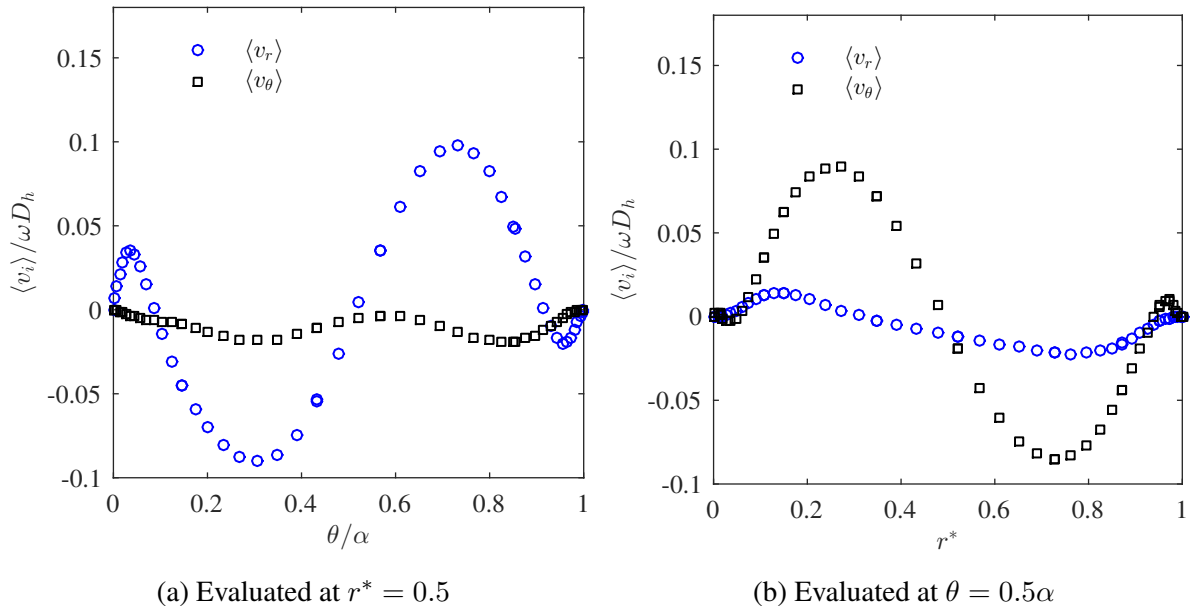 0.15
0.1
0.05
0
-0.05
-0.1
⟨v_i⟩/ωD_h
⟨v_r⟩
⟨v_θ⟩
0 0.2 0.4 0.6 0.8 1
θ/α
(a) Evaluated at r* = 0.5
0.15
0.1
0.05
0
-0.05
-0.1
⟨v_i⟩/ωD_h
⟨v_r⟩
⟨v_θ⟩
0 0.2 0.4 0.6 0.8 1
r*
(b) Evaluated at θ = 0.5α